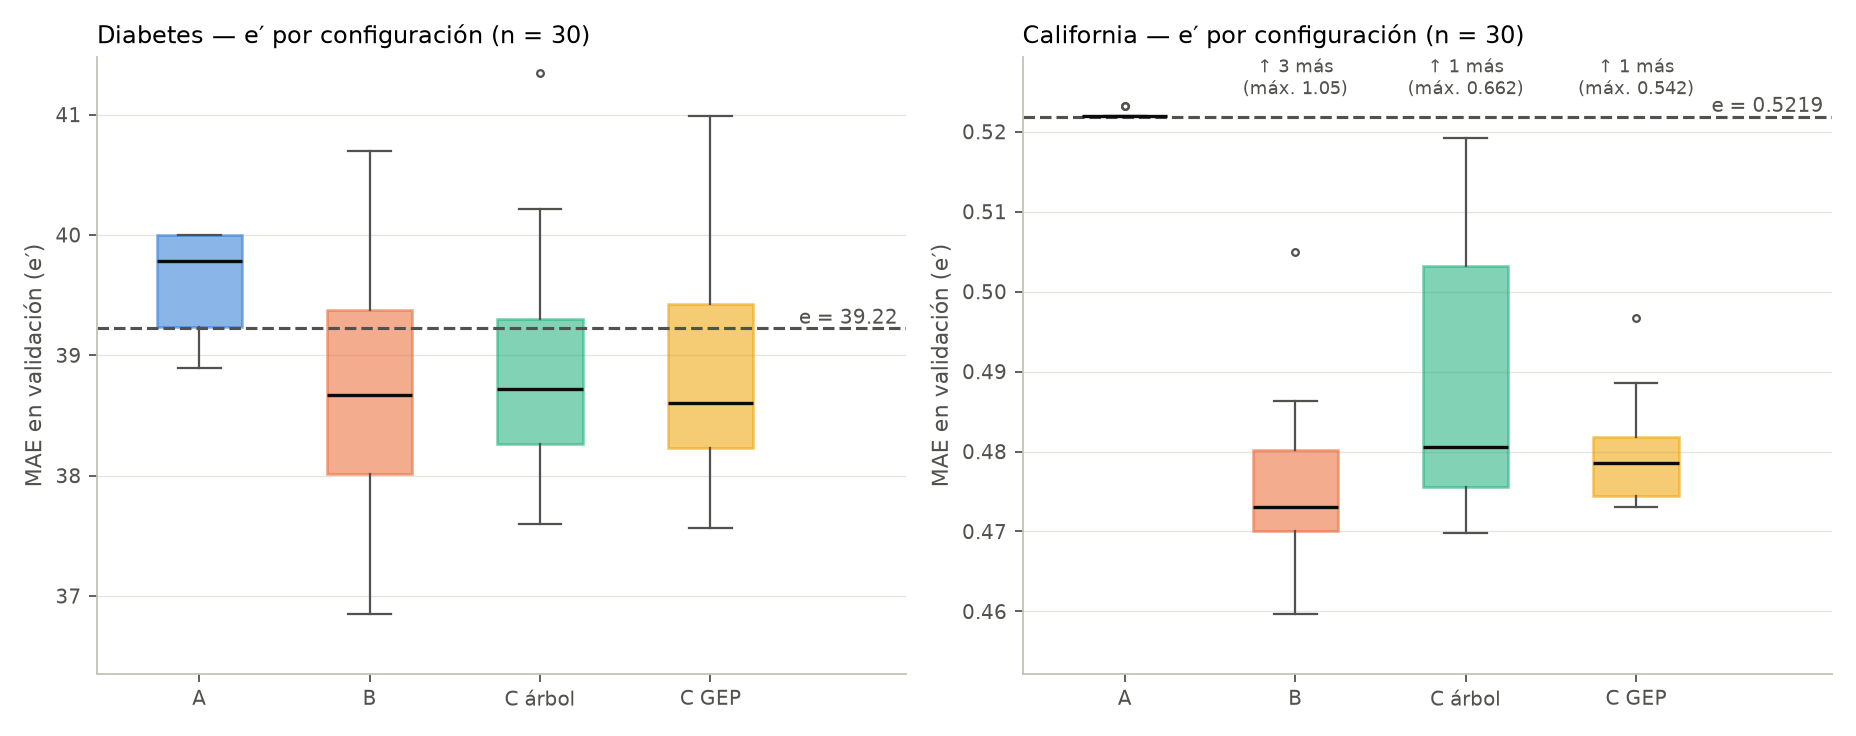 Diabetes — e′ por configuración (n = 30)
MAE en validación (e′)
41
40
39
38
37
e = 39.22
A
B
C árbol
C GEP
California — e′ por configuración (n = 30)
MAE en validación (e′)
↑ 3 más
(máx. 1.05)
↑ 1 más
(máx. 0.662)
↑ 1 más
(máx. 0.542)
e = 0.5219
0.52
0.51
0.50
0.49
0.48
0.47
0.46
A
B
C árbol
C GEP